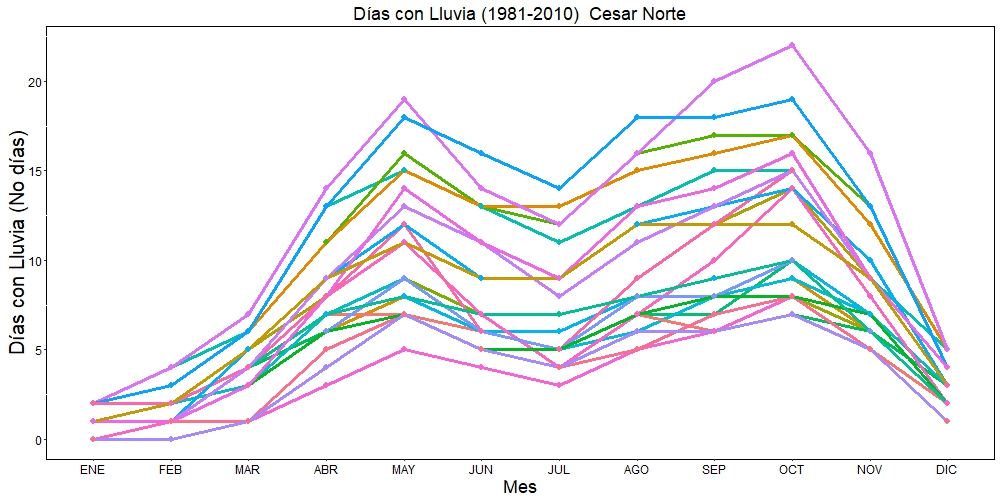 Días con Lluvia (1981-2010)  Cesar Norte
Días con Lluvia (No días)
20
15
10
5
0
ENE FEB MAR ABR MAY JUN JUL AGO SEP OCT NOV DIC
Mes